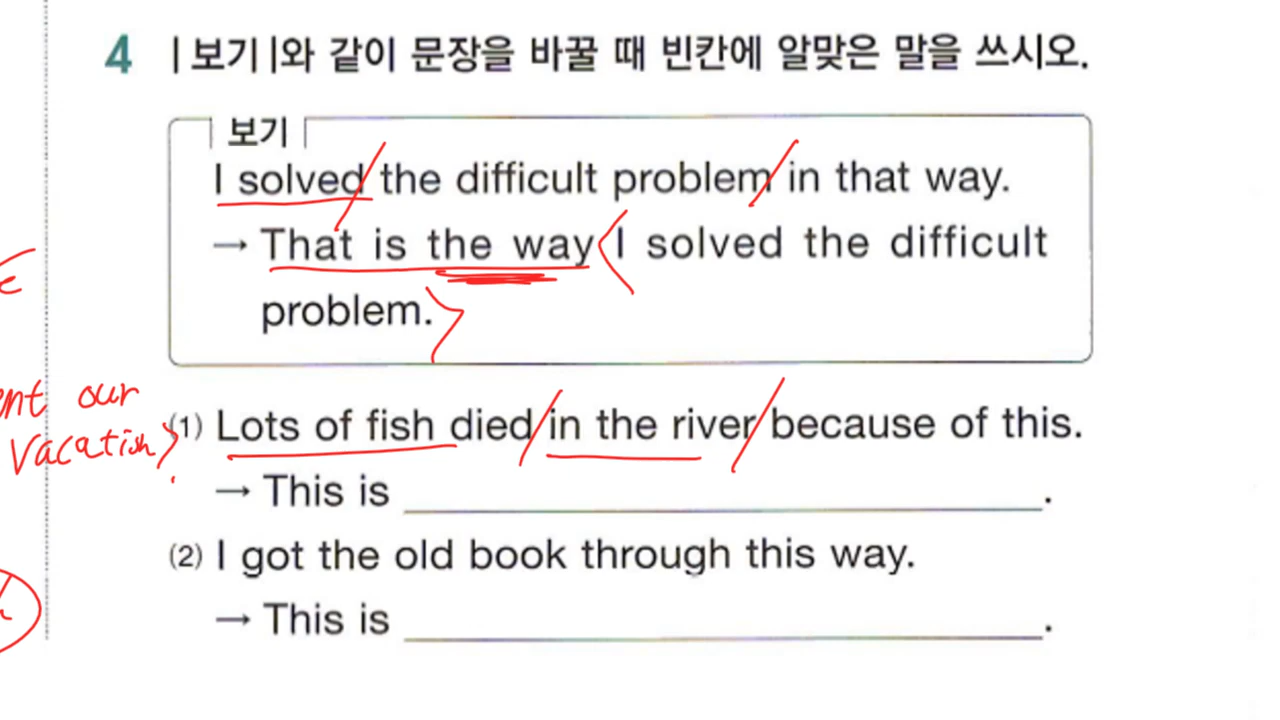 4 | 보기 |와 같이 문장을 바꿀 때 빈칸에 알맞은 말을 쓰시오.
보기
I solved the difficult problem in that way.
→ That is the way I solved the difficult
problem.
ent our
vacation
(1) Lots of fish died in the river because of this.
→ This is ____________.
(2) I got the old book through this way.
→ This is ____________.